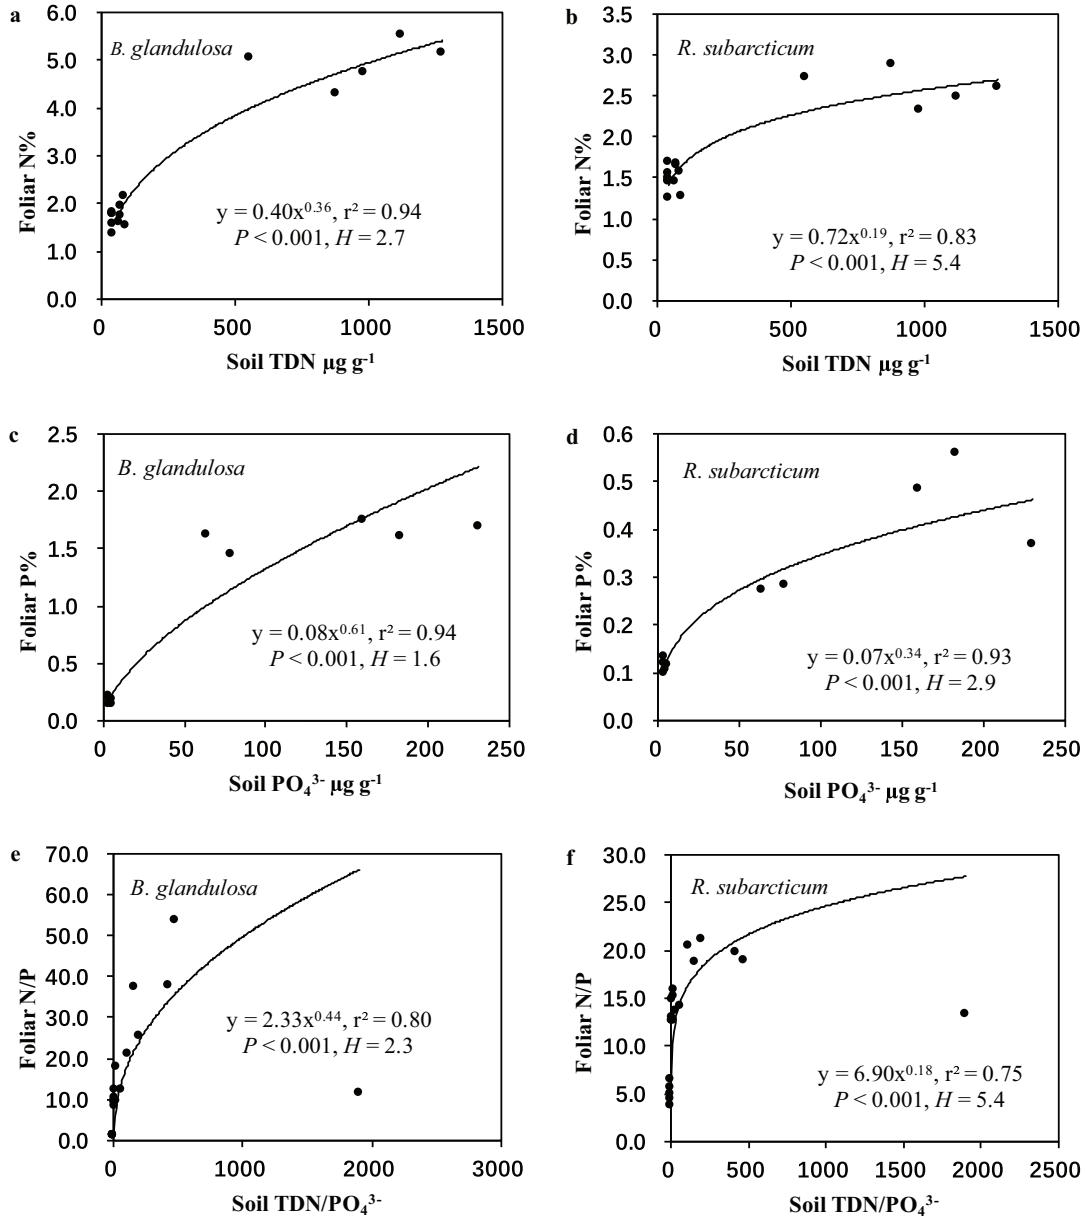 a
6.0
5.0
4.0
3.0
2.0
1.0
0.0
Foliar N%
B. glandulosa
y = 0.40x^0.36, r² = 0.94
P < 0.001, H = 2.7
0 500 1000 1500
Soil TDN µg g⁻¹
b
3.5
3.0
2.5
2.0
1.5
1.0
0.5
0.0
Foliar N%
R. subarcticum
y = 0.72x^0.19, r² = 0.83
P < 0.001, H = 5.4
0 500 1000 1500
Soil TDN µg g⁻¹
c
2.5
2.0
1.5
1.0
0.5
0.0
Foliar P%
B. glandulosa
y = 0.08x^0.61, r² = 0.94
P < 0.001, H = 1.6
0 50 100 150 200 250
Soil PO₄³⁻ µg g⁻¹
d
0.6
0.5
0.4
0.3
0.2
0.1
0.0
Foliar P%
R. subarcticum
y = 0.07x^0.34, r² = 0.93
P < 0.001, H = 2.9
0 50 100 150 200 250
Soil PO₄³⁻ µg g⁻¹
e
70.0
60.0
50.0
40.0
30.0
20.0
10.0
0.0
Foliar N/P
B. glandulosa
y = 2.33x^0.44, r² = 0.80
P < 0.001, H = 2.3
0 1000 2000 3000
Soil TDN/PO₄³⁻
f
30.0
25.0
20.0
15.0
10.0
5.0
0.0
Foliar N/P
R. subarcticum
y = 6.90x^0.18, r² = 0.75
P < 0.001, H = 5.4
0 500 1000 1500 2000 2500
Soil TDN/PO₄³⁻